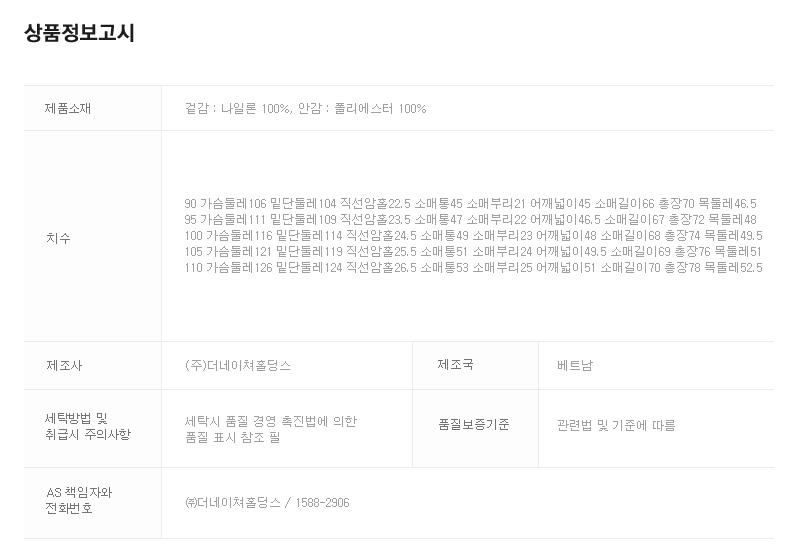 상품정보고시
제품소재
겉감 : 나일론 100%, 안감 : 폴리에스터 100%
치수
90 가슴둘레106 밑단둘레104 직선암홀22.5 소매통45 소매부리21 어깨넓이45 소매길이66 총장70 목둘레46.5
95 가슴둘레111 밑단둘레109 직선암홀23.5 소매통47 소매부리22 어깨넓이46.5 소매길이67 총장72 목둘레48
100 가슴둘레116 밑단둘레114 직선암홀24.5 소매통49 소매부리23 어깨넓이48 소매길이68 총장74 목둘레49.5
105 가슴둘레121 밑단둘레119 직선암홀25.5 소매통51 소매부리24 어깨넓이49.5 소매길이69 총장76 목둘레51
110 가슴둘레126 밑단둘레124 직선암홀26.5 소매통53 소매부리25 어깨넓이51 소매길이70 총장78 목둘레52.5
제조사
(주)더네이쳐홀딩스
제조국
베트남
세탁방법 및
취급시 주의사항
세탁시 품질 경영 촉진법에 의한
품질 표시 참조 필
품질보증기준
관련법 및 기준에 따름
AS 책임자와
전화번호
㈜더네이쳐홀딩스 / 1588-2906